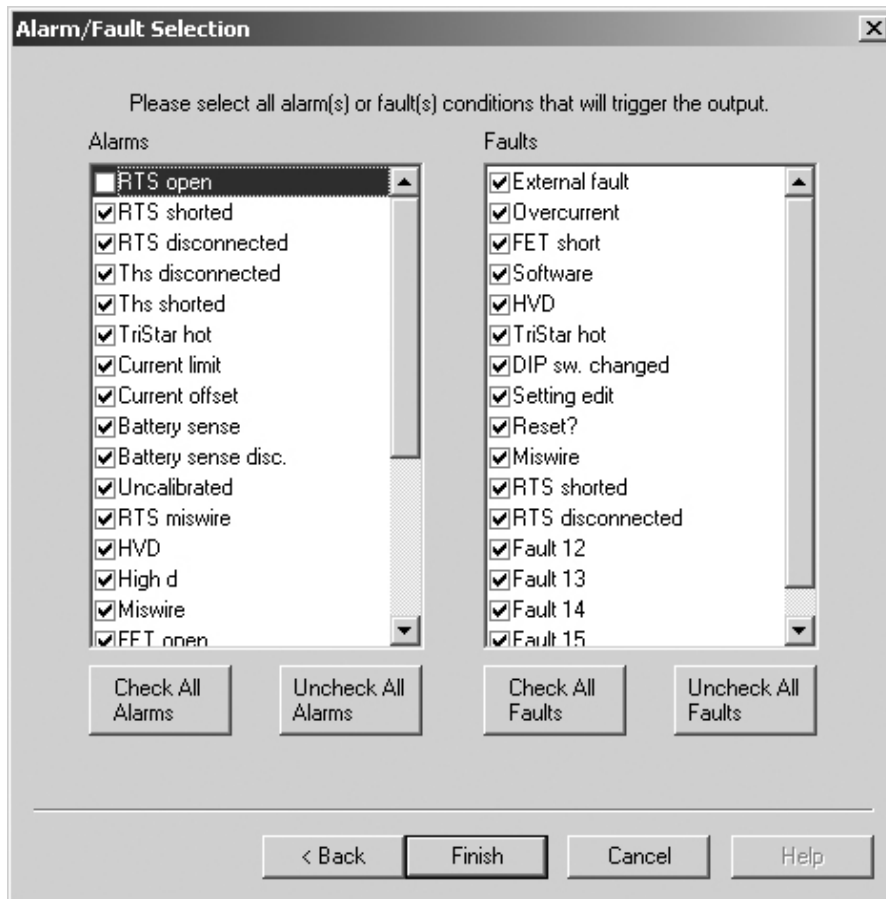 Alarm/Fault Selection
Please select all alarm(s) or fault(s) conditions that will trigger the output.
Alarms
RTS open
RTS shorted
RTS disconnected
Ths disconnected
Ths shorted
TriStar hot
Current limit
Current offset
Battery sense
Battery sense disc.
Uncalibrated
RTS miswire
HVD
High d
Miswire
FET open
Check All
Alarms
Uncheck All
Alarms
Faults
External fault
Overcurrent
FET short
Software
HVD
TriStar hot
DIP sw. changed
Setting edit
Reset?
Miswire
RTS shorted
RTS disconnected
Fault 12
Fault 13
Fault 14
Fault 15
Check All
Faults
Uncheck All
Faults
< Back
Finish
Cancel
Help